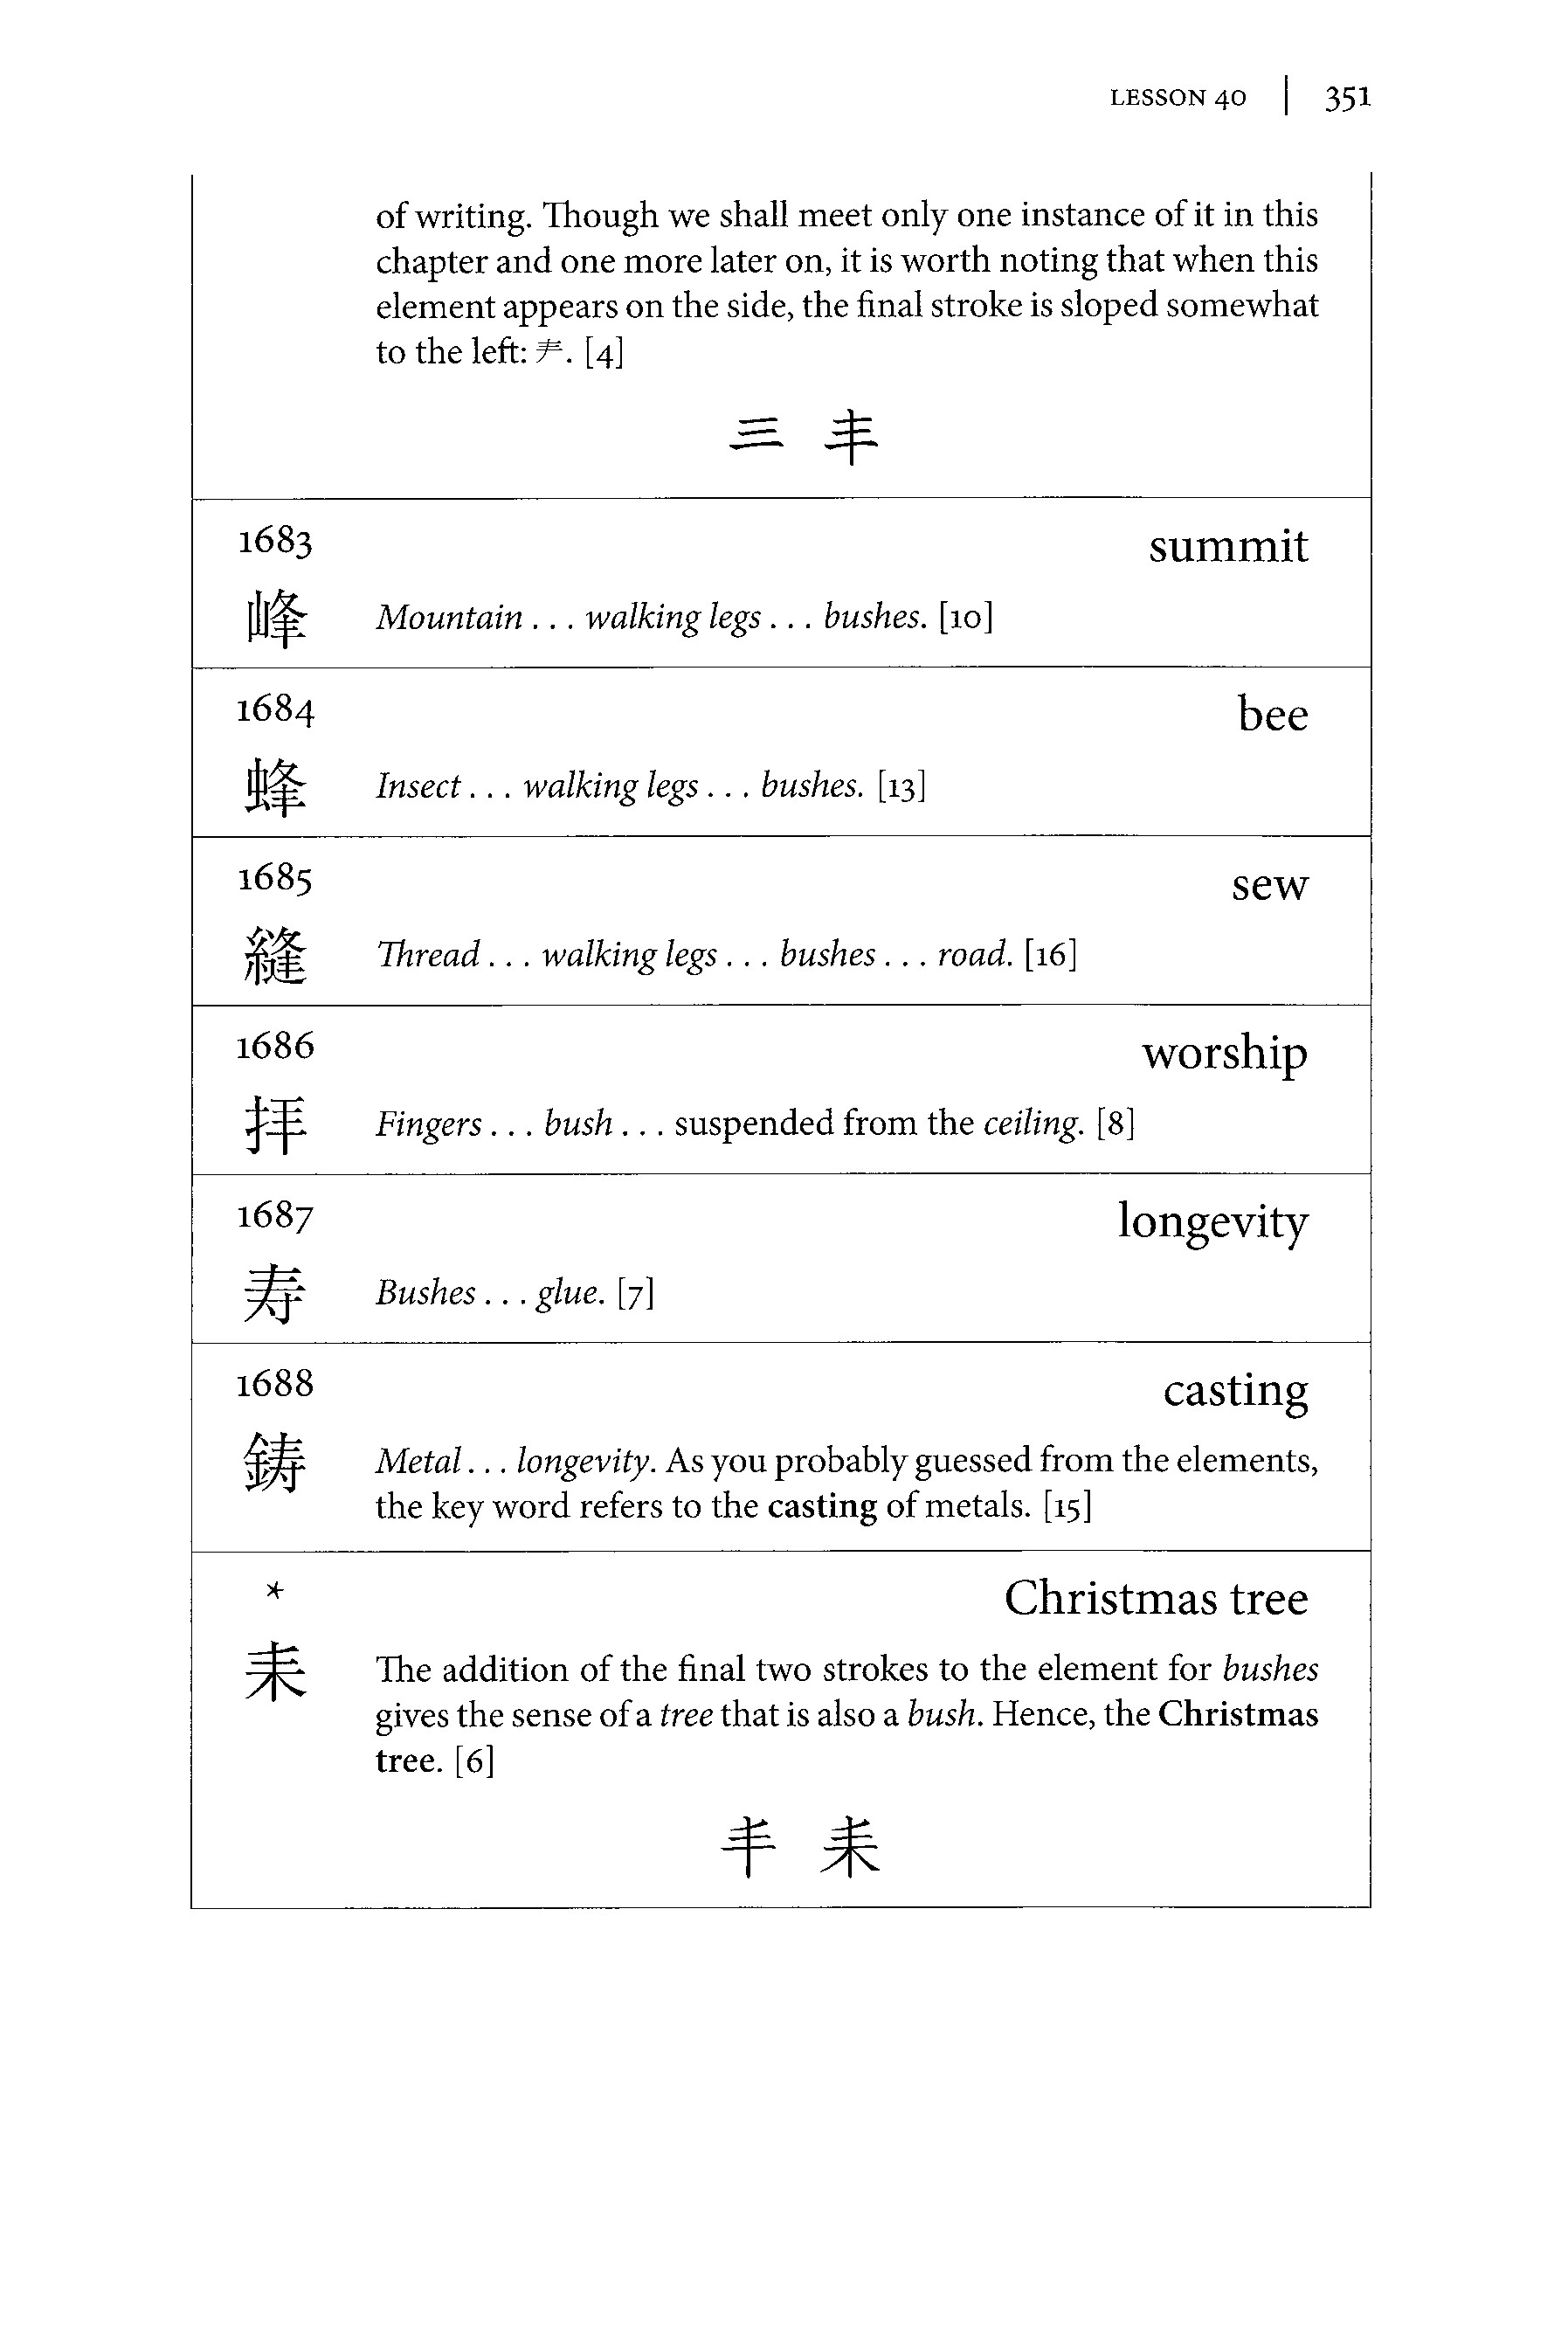 LESSON 40 | 351
of writing. Though we shall meet only one instance of it in this
chapter and one more later on, it is worth noting that when this
element appears on the side, the final stroke is sloped somewhat
to the left: . [4]
三 丰
1683 summit
峰 Mountain . . . walking legs . . . bushes. [10]
1684 bee
蜂 Insect . . . walking legs . . . bushes. [13]
1685 sew
縫 Thread . . . walking legs . . . bushes . . . road. [16]
1686 worship
拝 Fingers . . . bush . . . suspended from the ceiling. [8]
1687 longevity
寿 Bushes . . . glue. [7]
1688 casting
鋳 Metal . . . longevity. As you probably guessed from the elements,
the key word refers to the casting of metals. [15]
* Christmas tree
耒 The addition of the final two strokes to the element for bushes
gives the sense of a tree that is also a bush. Hence, the Christmas
tree. [6]
丰 耒